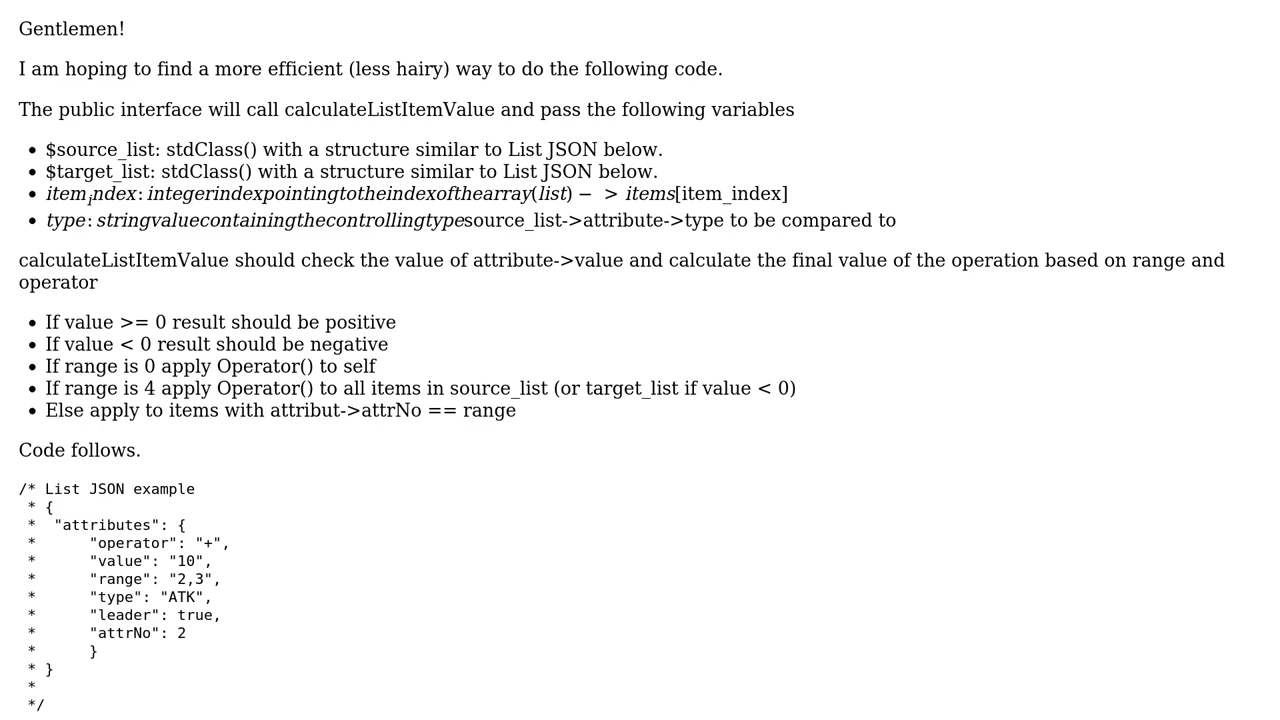 Gentlemen!
I am hoping to find a more efficient (less hairy) way to do the following code.
The public interface will call calculateListItemValue and pass the following variables
• $source_list: stdClass() with a structure similar to List JSON below.
• $target_list: stdClass() with a structure similar to List JSON below.
• item_index: integerindexpointingtotheindexofthearray(list) − > items[item_index]
• type: stringvaluecontainingthecontrollingtypesource_list->attribute->type to be compared to
calculateListItemValue should check the value of attribute->value and calculate the final value of the operation based on range and
operator
• If value >= 0 result should be positive
• If value < 0 result should be negative
• If range is 0 apply Operator() to self
• If range is 4 apply Operator() to all items in source_list (or target_list if value < 0)
• Else apply to items with attribut->attrNo == range
Code follows.
/* List JSON example
 * {
 *  "attributes": {
 *      "operator": "+",
 *      "value": "10",
 *      "range": "2,3",
 *      "type": "ATK",
 *      "leader": true,
 *      "attrNo": 2
 *      }
 * }
 *
 */